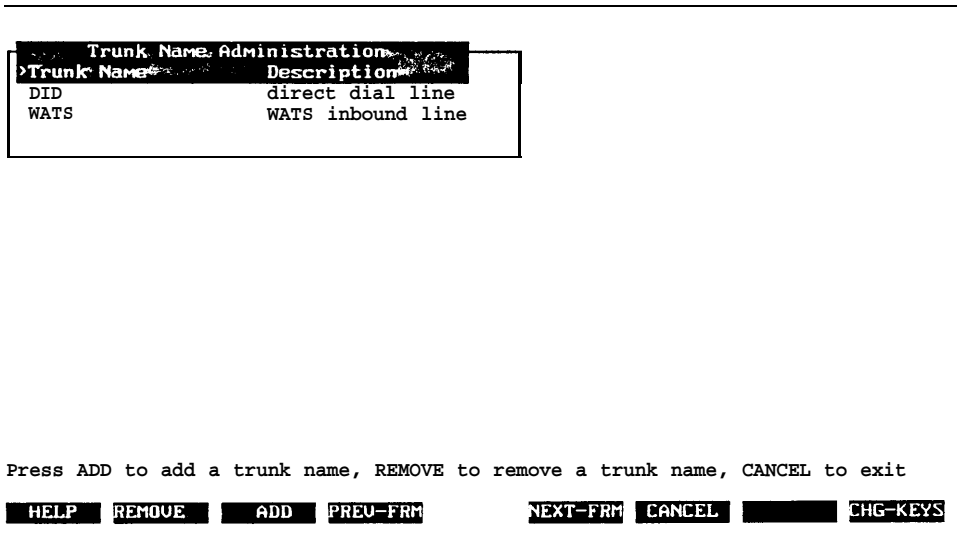 Trunk Name Administration
>Trunk Name Description
DID direct dial line
WATS WATS inbound line
Press ADD to add a trunk name, REMOVE to remove a trunk name, CANCEL to exit
HELP REMOVE ADD PREV-FRM NEXT-FRM CANCEL CHG-KEYS